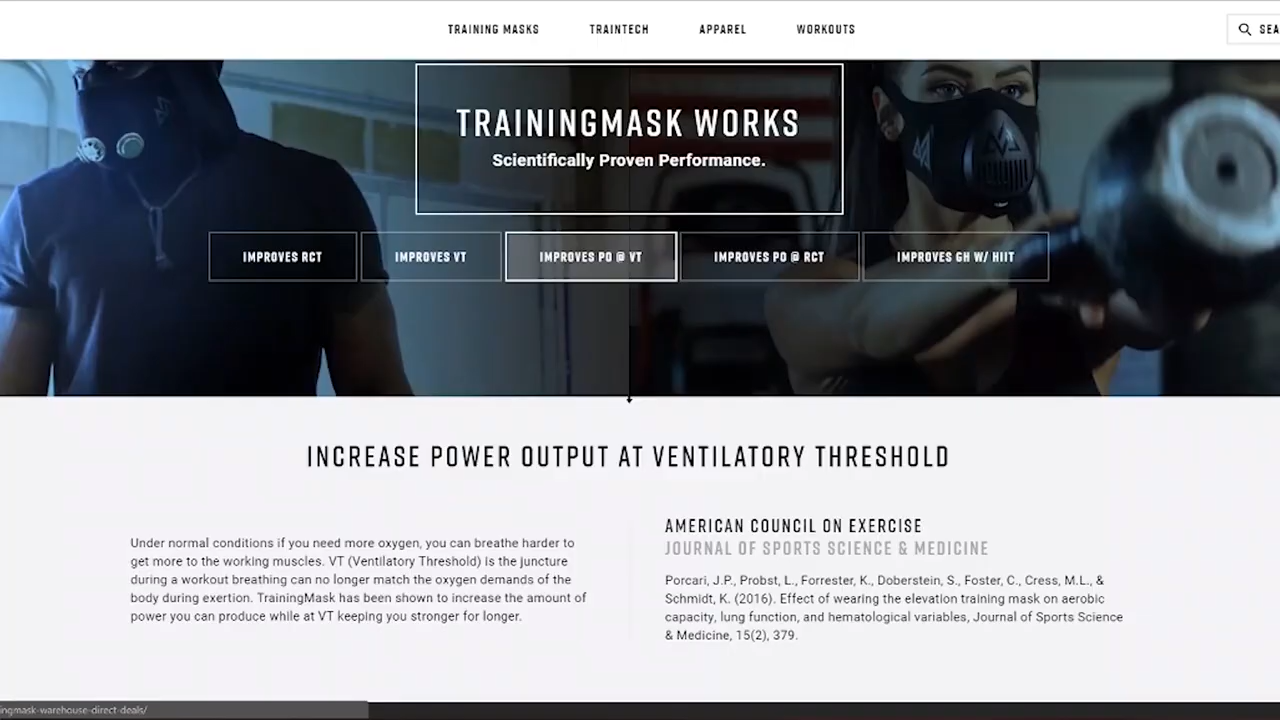 TRAINING MASKS
TRAINTECH
APPAREL
WORKOUTS
TRAININGMASK WORKS
Scientifically Proven Performance.
IMPROVES RCT
IMPROVES VT
IMPROVES PO @ VT
IMPROVES PO @ RCT
IMPROVES GH W/ HIIT
INCREASE POWER OUTPUT AT VENTILATORY THRESHOLD
Under normal conditions if you need more oxygen, you can breathe harder to
get more to the working muscles. VT (Ventilatory Threshold) is the juncture
during a workout breathing can no longer match the oxygen demands of the
body during exertion. TrainingMask has been shown to increase the amount of
power you can produce while at VT keeping you stronger for longer.
AMERICAN COUNCIL ON EXERCISE
JOURNAL OF SPORTS SCIENCE & MEDICINE
Porcari, J.P., Probst, L., Forrester, K., Doberstein, S., Foster, C., Cress, M.L., &
Schmidt, K. (2016). Effect of wearing the elevation training mask on aerobic
capacity, lung function, and hematological variables, Journal of Sports Science
& Medicine, 15(2), 379.
ingmask-warehouse-direct-deals/